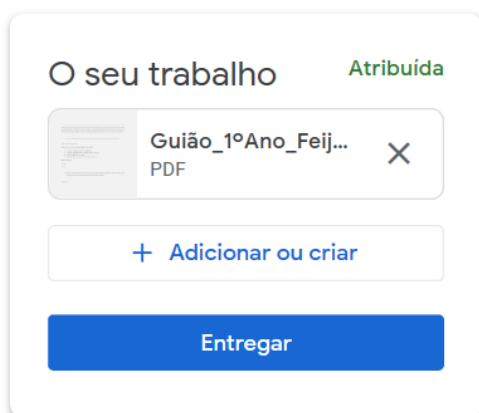 O seu trabalho
Atribuída
Guião_1ºAno_Feij...
PDF
+ Adicionar ou criar
Entregar